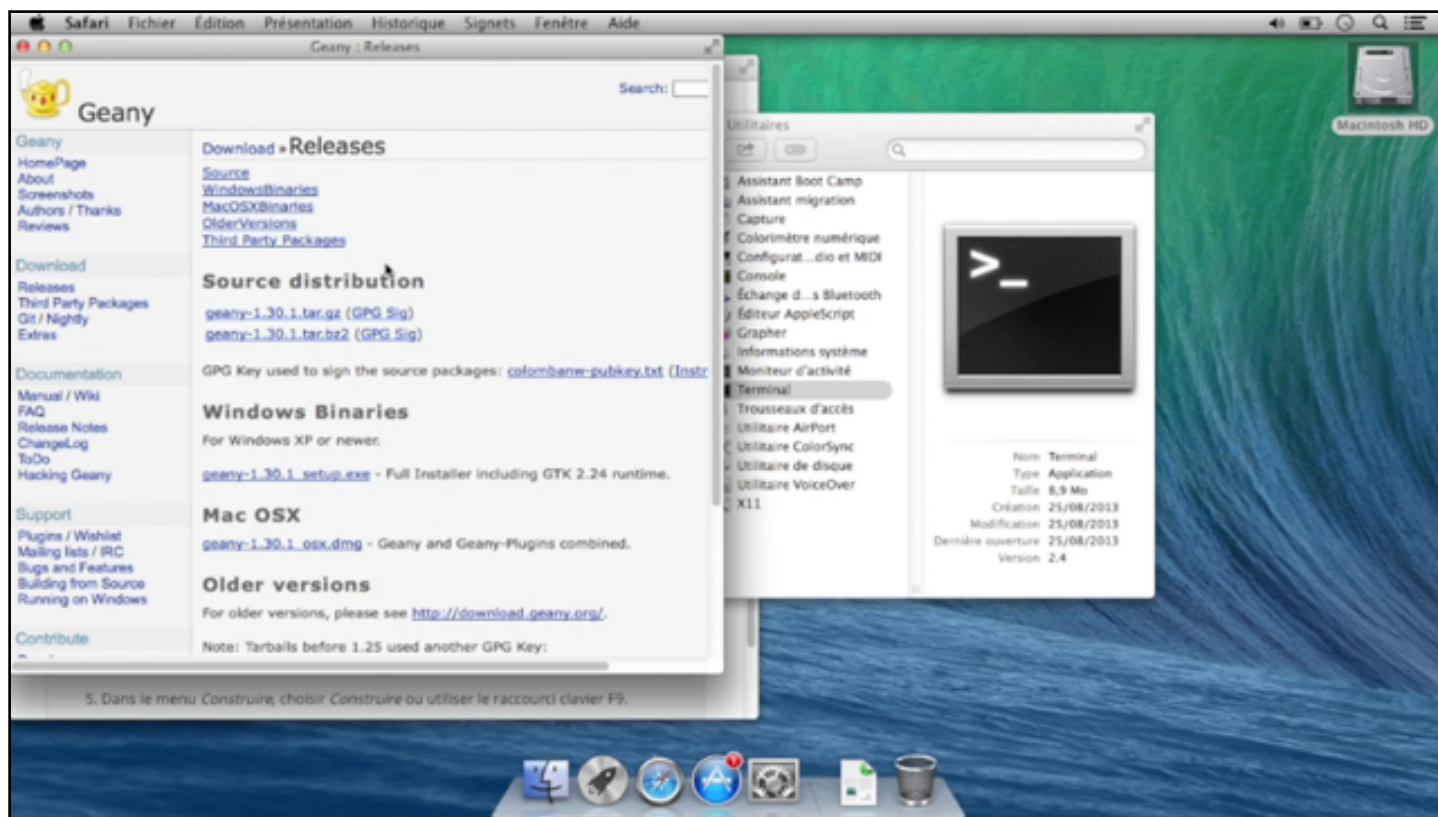 Safari Fichier Édition Présentation Historique Signets Fenêtre Aide
Geany : Releases
Geany
Search:
Geany
HomePage
About
Screenshots
Authors / Thanks
Reviews
Download
Releases
Third Party Packages
Git / Nightly
Extras
Documentation
Manual / Wiki
FAQ
Release Notes
ChangeLog
ToDo
Hacking Geany
Support
Plugins / Wishlist
Mailing lists / IRC
Bugs and Features
Building from Source
Running on Windows
Contribute
Download » Releases
Source
WindowsBinaries
MacOSXBinaries
OlderVersions
Third Party Packages
Source distribution
geany-1.30.1.tar.gz (GPG Sig)
geany-1.30.1.tar.bz2 (GPG Sig)
GPG Key used to sign the source packages: colombanw-pubkey.txt (Instr
Windows Binaries
For Windows XP or newer.
geany-1.30.1_setup.exe - Full Installer including GTK 2.24 runtime.
Mac OSX
geany-1.30.1_osx.dmg - Geany and Geany-Plugins combined.
Older versions
For older versions, please see http://download.geany.org/.
Note: Tarballs before 1.25 used another GPG Key:
5. Dans le menu Construire, choisir Construire ou utiliser le raccourci clavier F9.
Utilitaires
Assistant Boot Camp
Assistant migration
Capture
Colorimètre numérique
Configurat...dio et MIDI
Console
Échange d...s Bluetooth
Éditeur AppleScript
Grapher
Informations système
Moniteur d'activité
Terminal
Trousseaux d'accès
Utilitaire AirPort
Utilitaire ColorSync
Utilitaire de disque
Utilitaire VoiceOver
X11
>_
Nom Terminal
Type Application
Taille 8,9 Mo
Création 25/08/2013
Modification 25/08/2013
Dernière ouverture 25/08/2013
Version 2.4
Macintosh HD
1